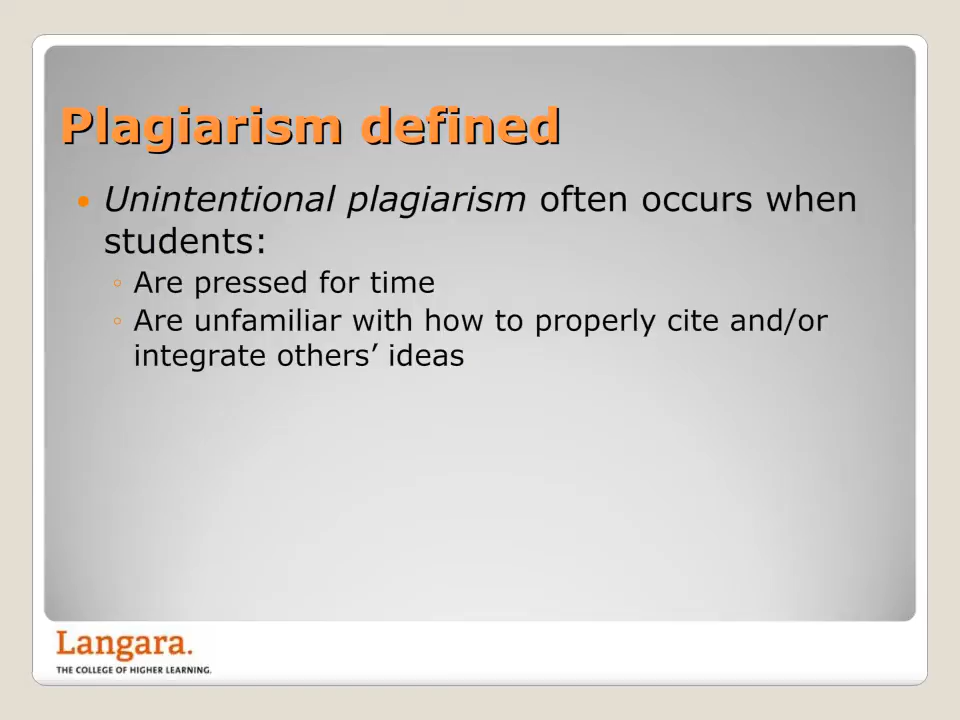 Plagiarism defined
• Unintentional plagiarism often occurs when
students:
◦ Are pressed for time
◦ Are unfamiliar with how to properly cite and/or
integrate others’ ideas
Langara.
THE COLLEGE OF HIGHER LEARNING.